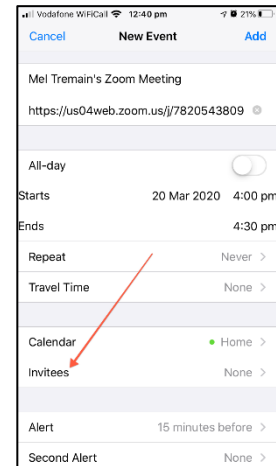 Vodafone WiFiCall 12:40 pm 21%
Cancel New Event Add
Mel Tremain's Zoom Meeting
https://us04web.zoom.us/j/7820543809
All-day
Starts 20 Mar 2020 4:00 pm
Ends 4:30 pm
Repeat Never >
Travel Time None >
Calendar Home >
Invitees None >
Alert 15 minutes before >
Second Alert None >